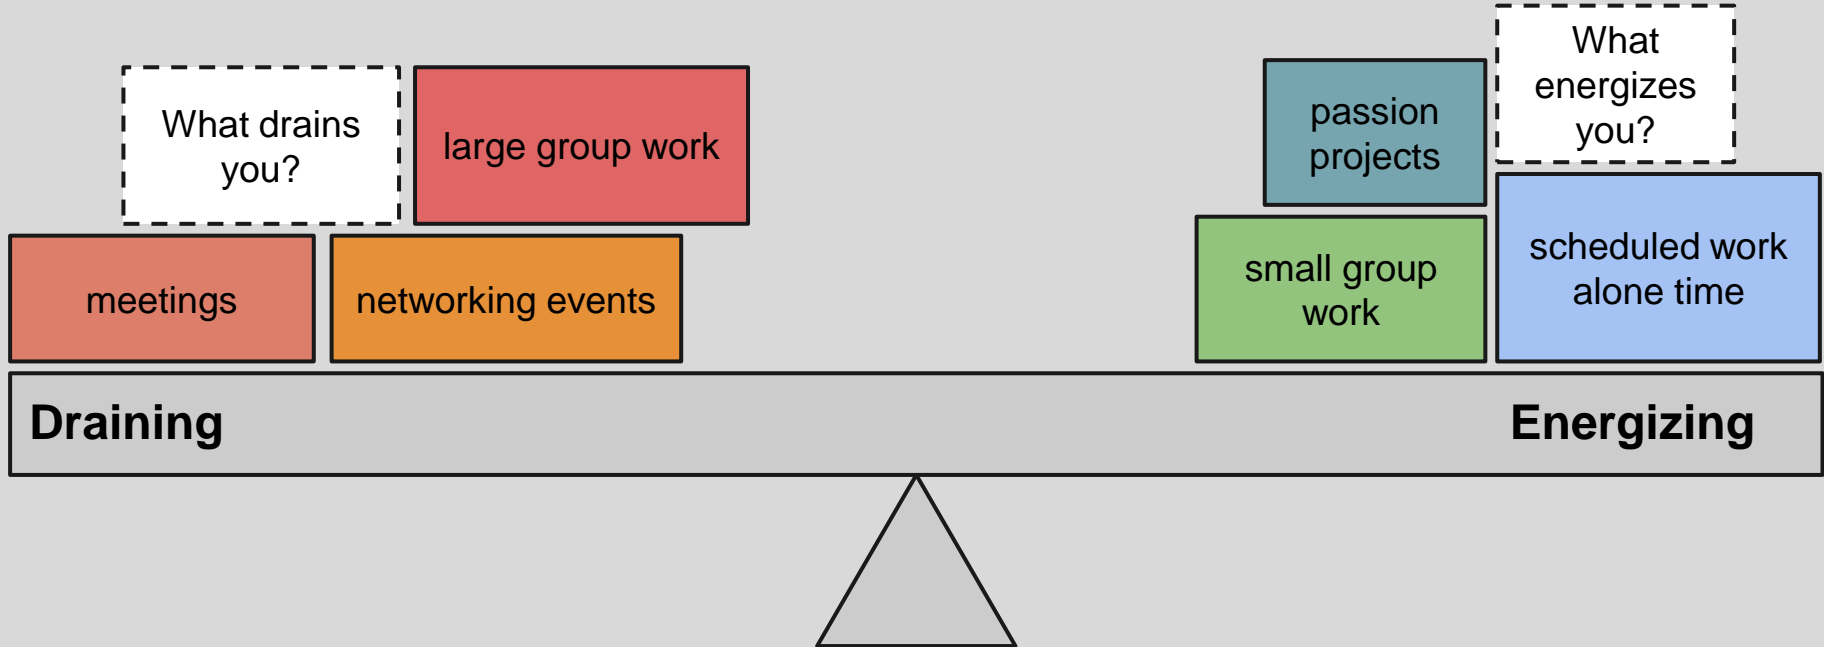 What drains
you?
large group work
meetings
networking events
passion
projects
What
energizes
you?
small group
work
scheduled work
alone time
Draining
Energizing